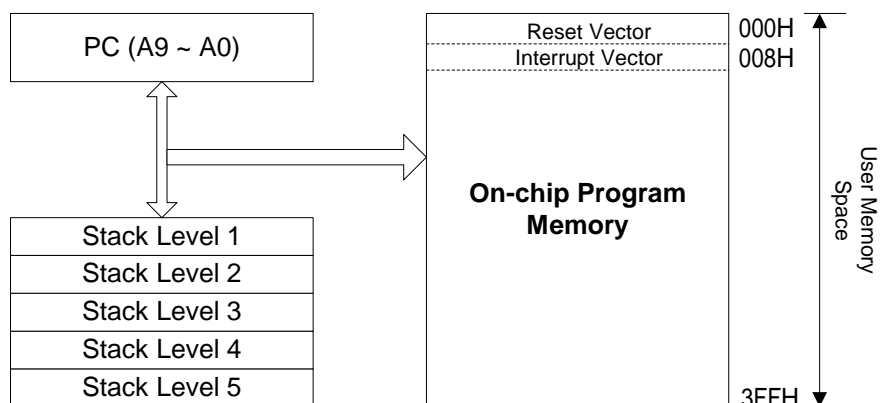 PC (A9 ~ A0)
Stack Level 1
Stack Level 2
Stack Level 3
Stack Level 4
Stack Level 5
Reset Vector
Interrupt Vector
On-chip Program
Memory
000H
008H
3FFH
User Memory
Space